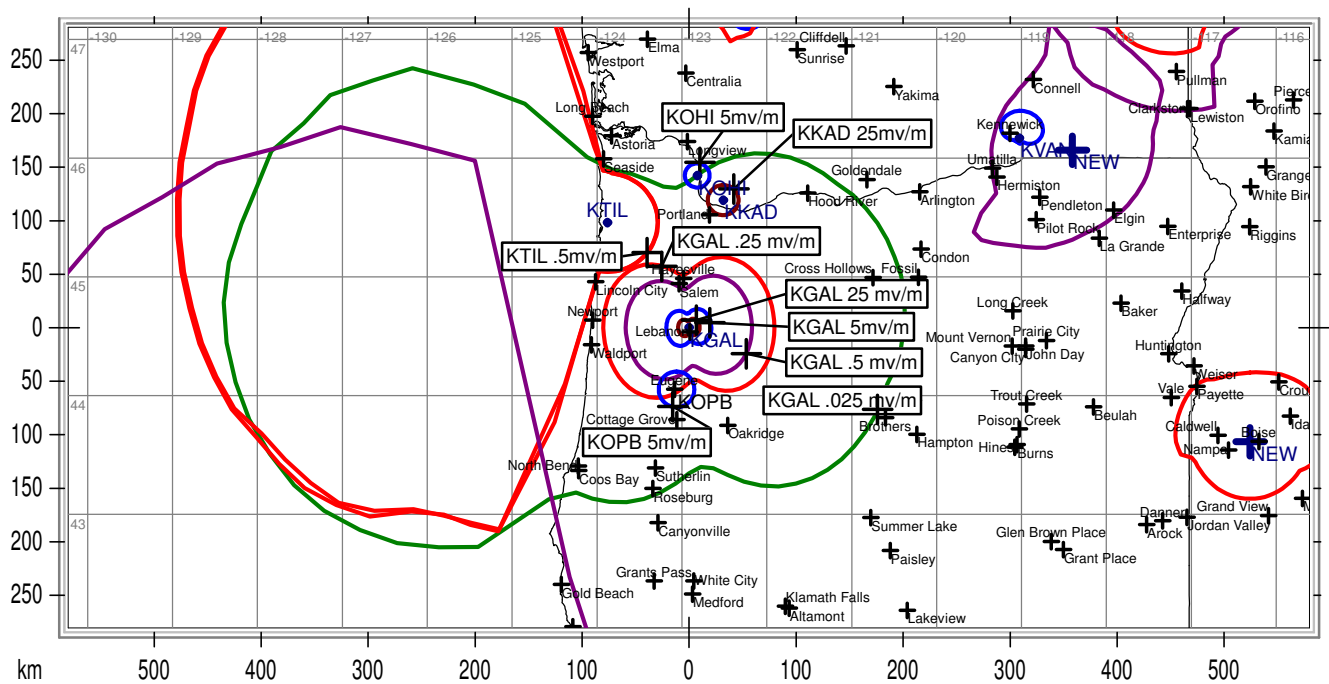 47
-129
-128
-127
-126
-125
-124
-123
-122
-121
-120
-119
-118
-117
-116
250
Elma
Westport
Cliffdell
Sunrise
Centralia
Connell
Pullman
Yakima
200
Long Beach
Clarkston
Lewiston
Orofino
Pierce
KOHI 5mv/m
KKAD 25mv/m
Kennewick
KVAN
NEW
Kamia
Astoria
Longview
150
46
Seaside
Umatilla
Hermiston
Goldendale
Grange
White Bird
KOHI
KKAD
KTIL
Portland
Hood River
Arlington
Pendleton
Elgin
100
Pilot Rock
La Grande
Enterprise
Riggins
KGAL .25 mv/m
KTIL .5mv/m
Condon
50
45
Hayesville
Cross Hollows
Fossil
Lincoln City
Salem
KGAL 25 mv/m
Halfway
Long Creek
Baker
Newport
0
Lebanon
KGAL
KGAL 5mv/m
Mount Vernon
Prairie City
Waldport
Canyon City
John Day
Huntington
KGAL .5 mv/m
Weiser
50
Eugene
Vale
Payette
Crou
44
KOPB
KGAL .025 mv/m
Trout Creek
Beulah
Cottage Grove
Oakridge
Brothers
Poison Creek
Caldwell
Ida
100
KOPB 5mv/m
Hampton
Hines
Burns
Nampa
Boise
NEW
North Bend
Coos Bay
Sutherlin
150
Roseburg
43
Canyonville
Summer Lake
Danner
Grand View
M
Arock
Jordan Valley
200
Glen Brown Place
Paisley
Grant Place
Grants Pass
White City
250
Gold Beach
Medford
Klamath Falls
Altamont
Lakeview
km
500
400
300
200
100
0
100
200
300
400
500